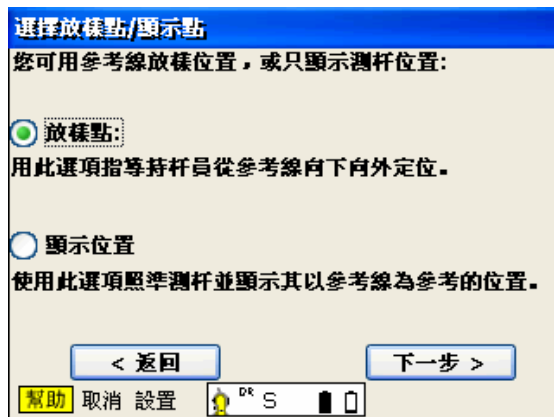 選擇放樣點/顯示點
您可用參考線放樣位置，或只顯示測杆位置:
放樣點:
用此選項指導持杆員從參考線向下向外定位。
顯示位置
使用此選項照準測杆並顯示其以參考線為參考的位置。
< 返回 下一步 >
幫助 取消 設置 DR S